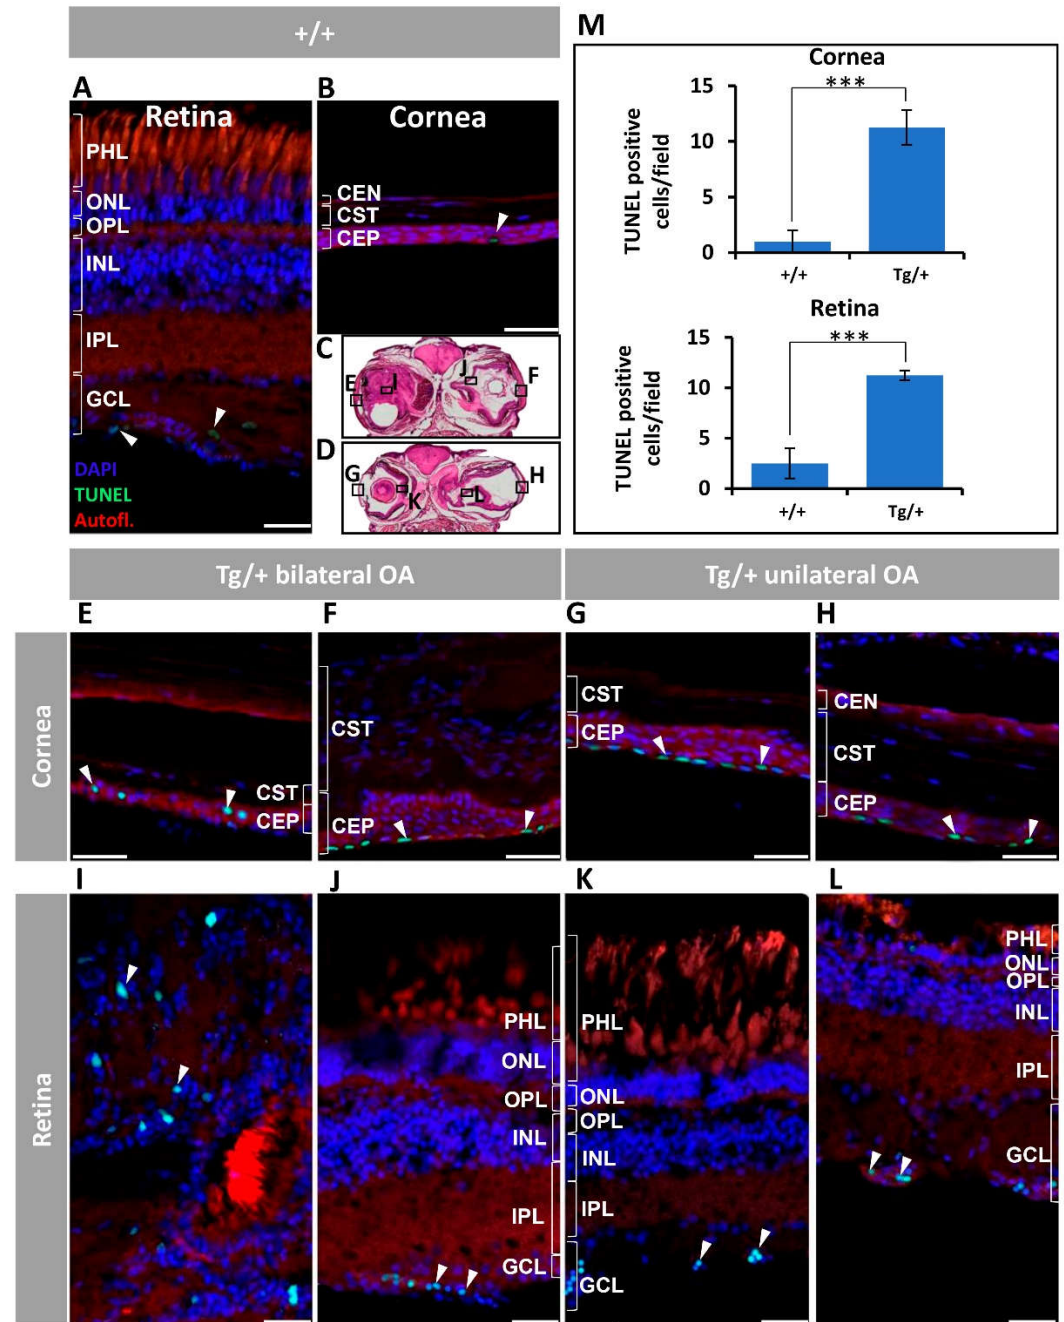 +/+
A
Retina
PHL
ONL
OPL
INL
IPL
GCL
DAPI
TUNEL
Autofl.
B
Cornea
CEN
CST
CEP
C
E
I
J
F
D
G
K
L
H
M
Cornea
***
TUNEL positive
cells/field
15
10
5
0
+/+
Tg/+
Retina
***
TUNEL positive
cells/field
15
10
5
0
+/+
Tg/+
Tg/+ bilateral OA
Tg/+ unilateral OA
Cornea
E
CST
CEP
F
CST
CEP
G
CST
CEP
H
CEN
CST
CEP
Retina
I
J
PHL
ONL
OPL
INL
IPL
GCL
K
PHL
ONL
OPL
INL
IPL
GCL
L
PHL
ONL
OPL
INL
IPL
GCL